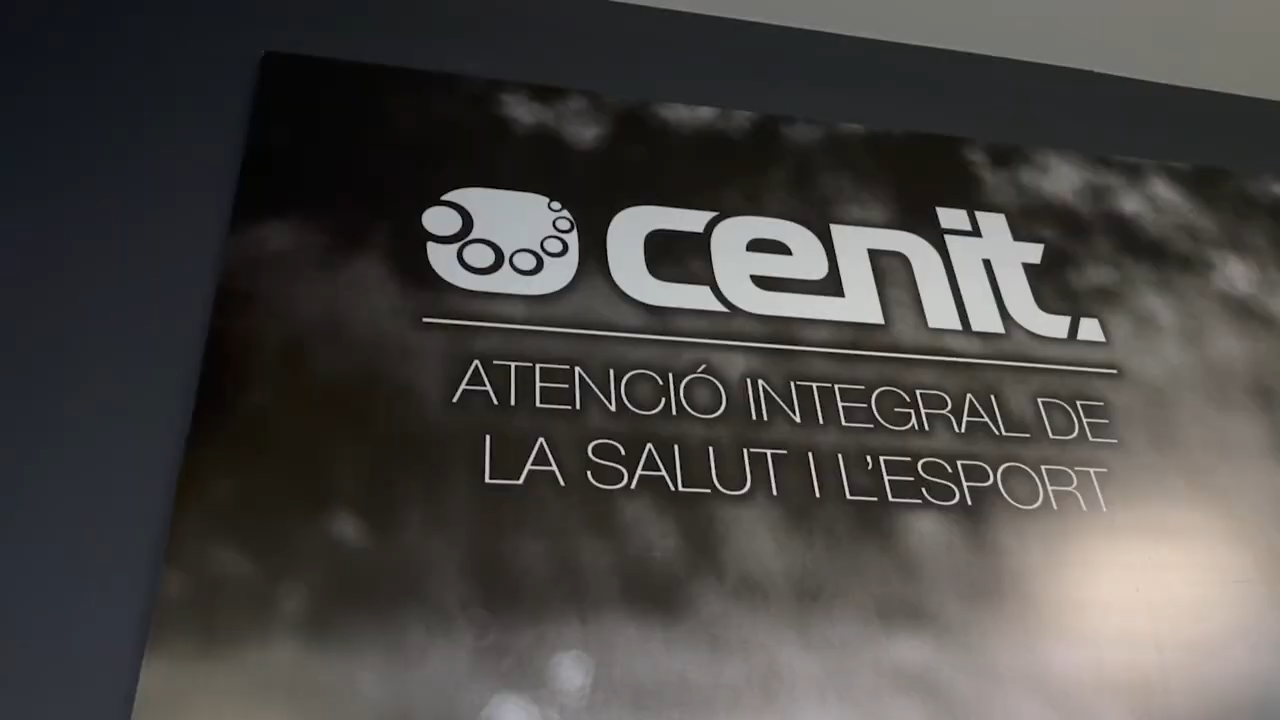 cenit.
ATENCIÓ INTEGRAL DE
LA SALUT I L'ESPORT